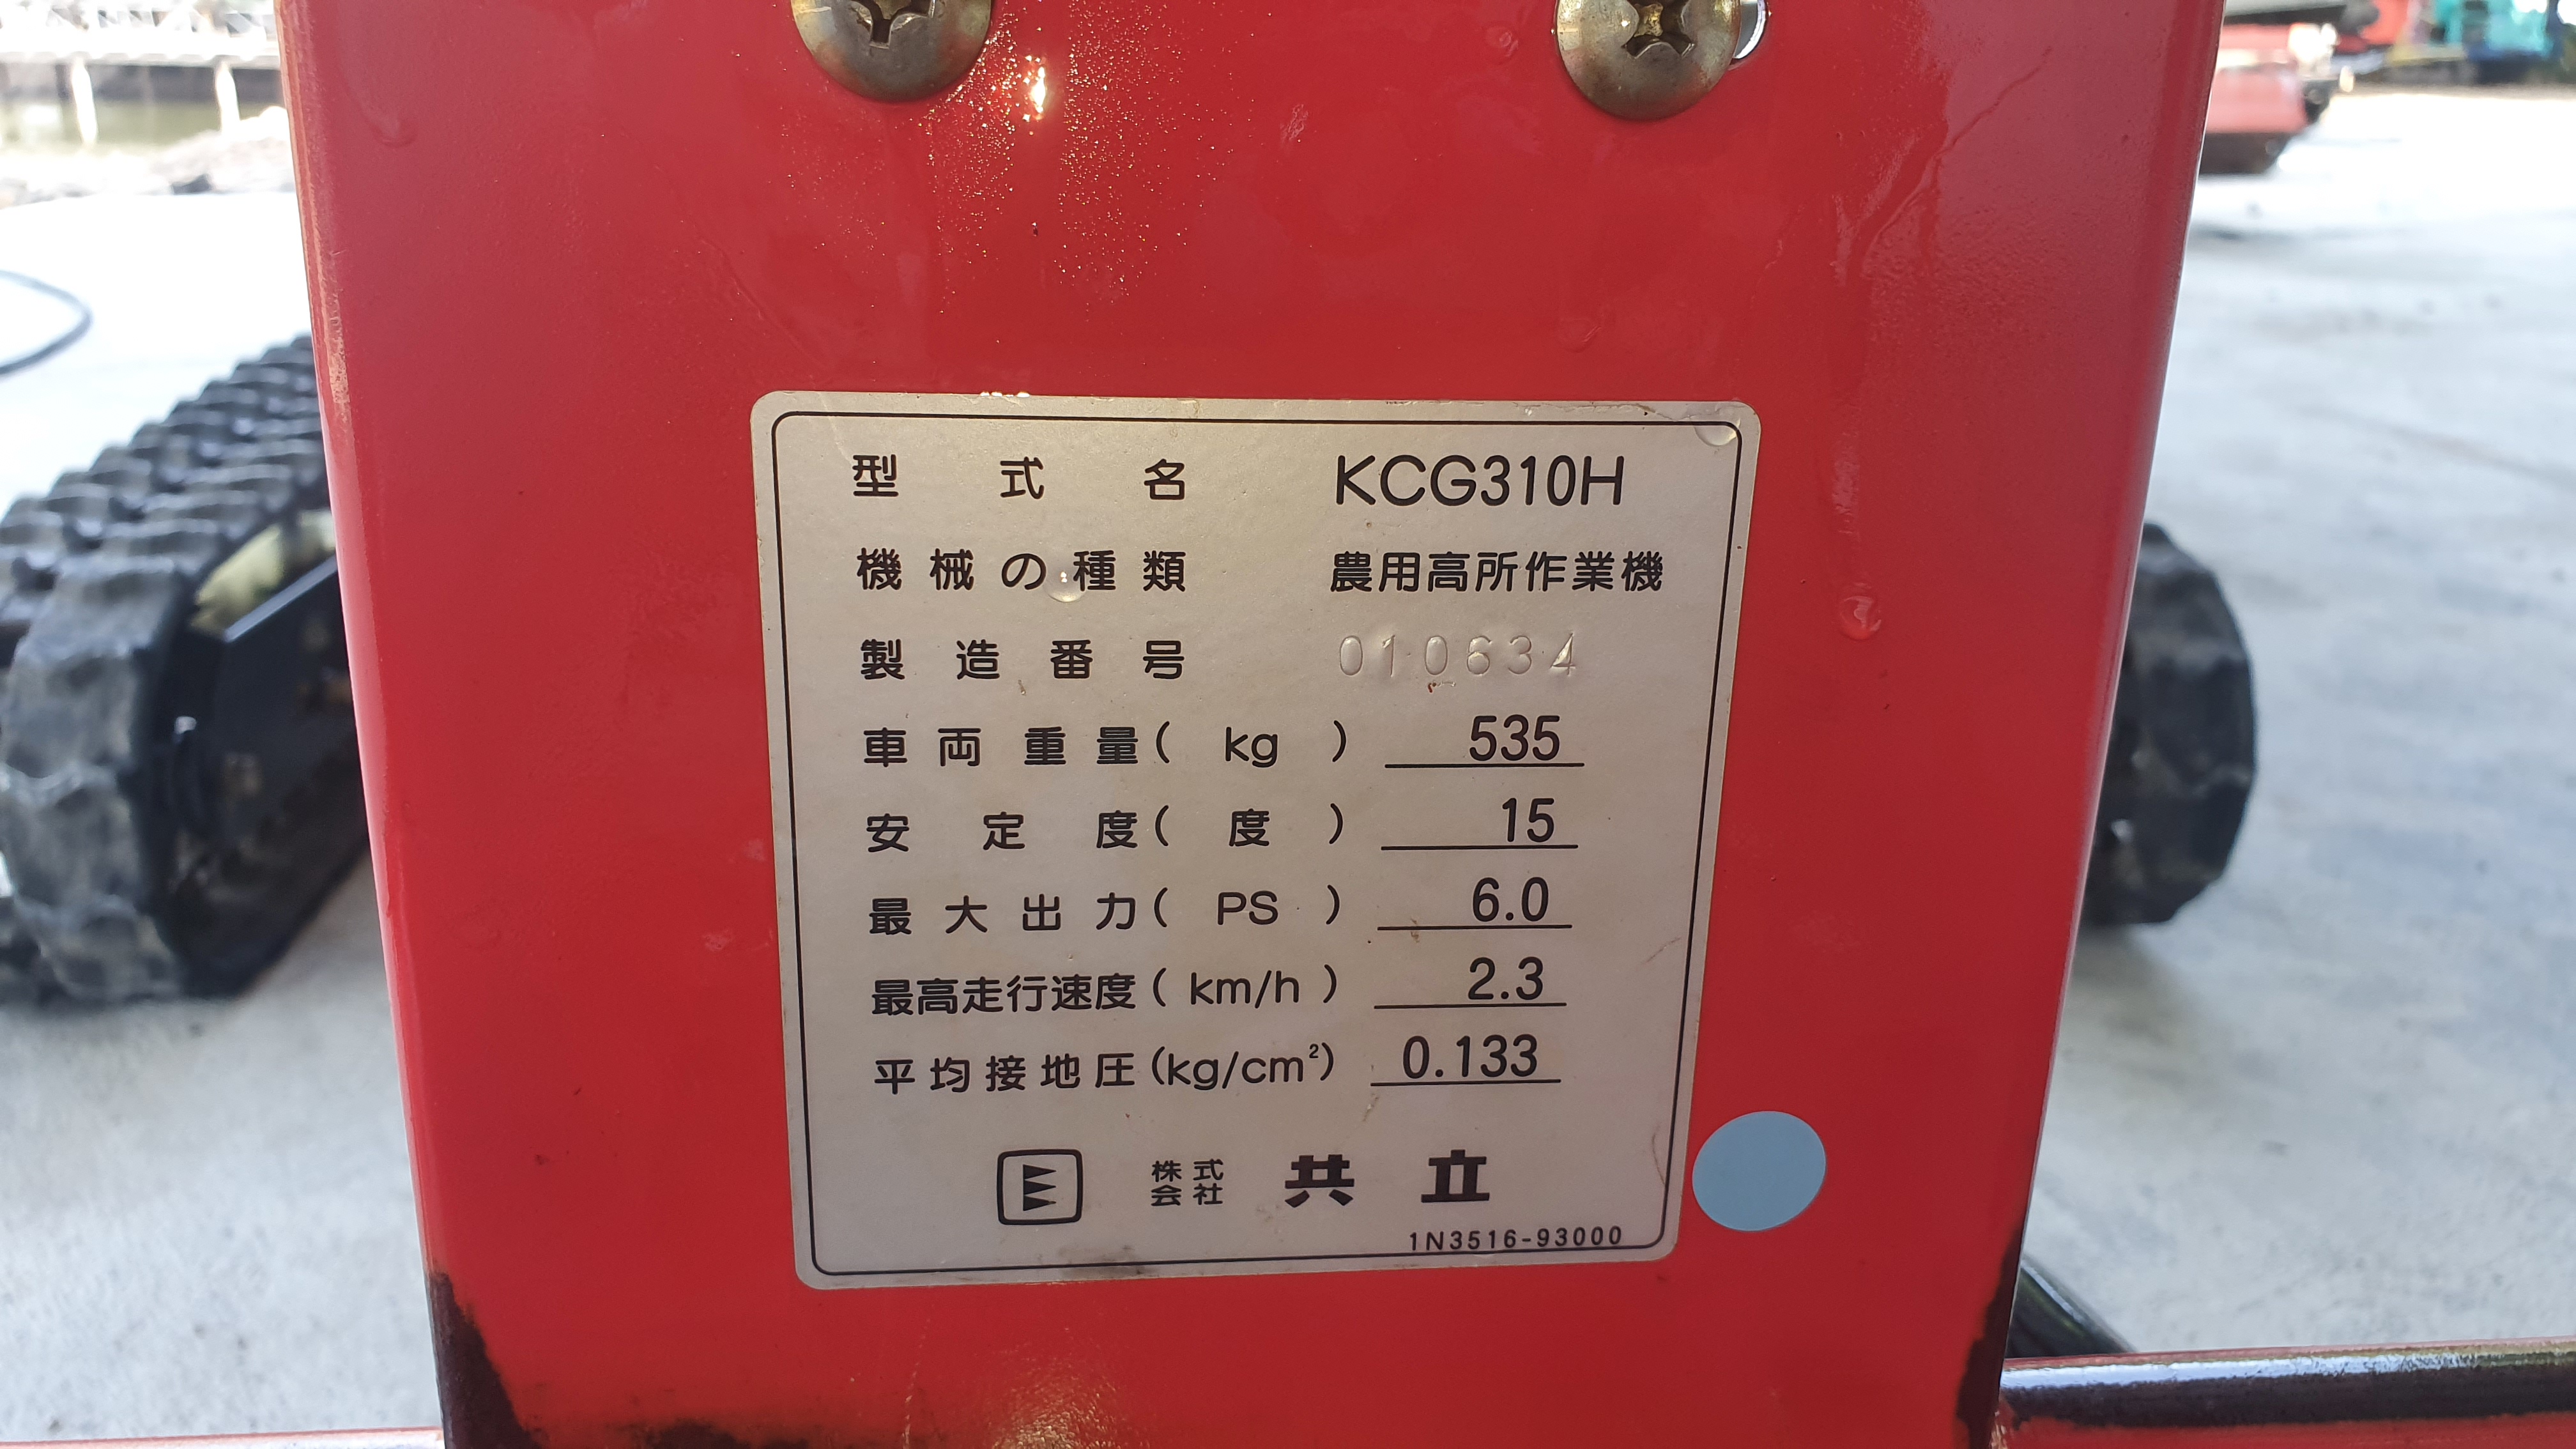 型式名 KCG310H
機械の種類 農用高所作業機
製造番号 010634
車両重量( kg ) 535
安定度( 度 ) 15
最大出力( PS ) 6.0
最高走行速度( km/h ) 2.3
平均接地圧(kg/cm²) 0.133
株式会社 共立
1N3516-93000